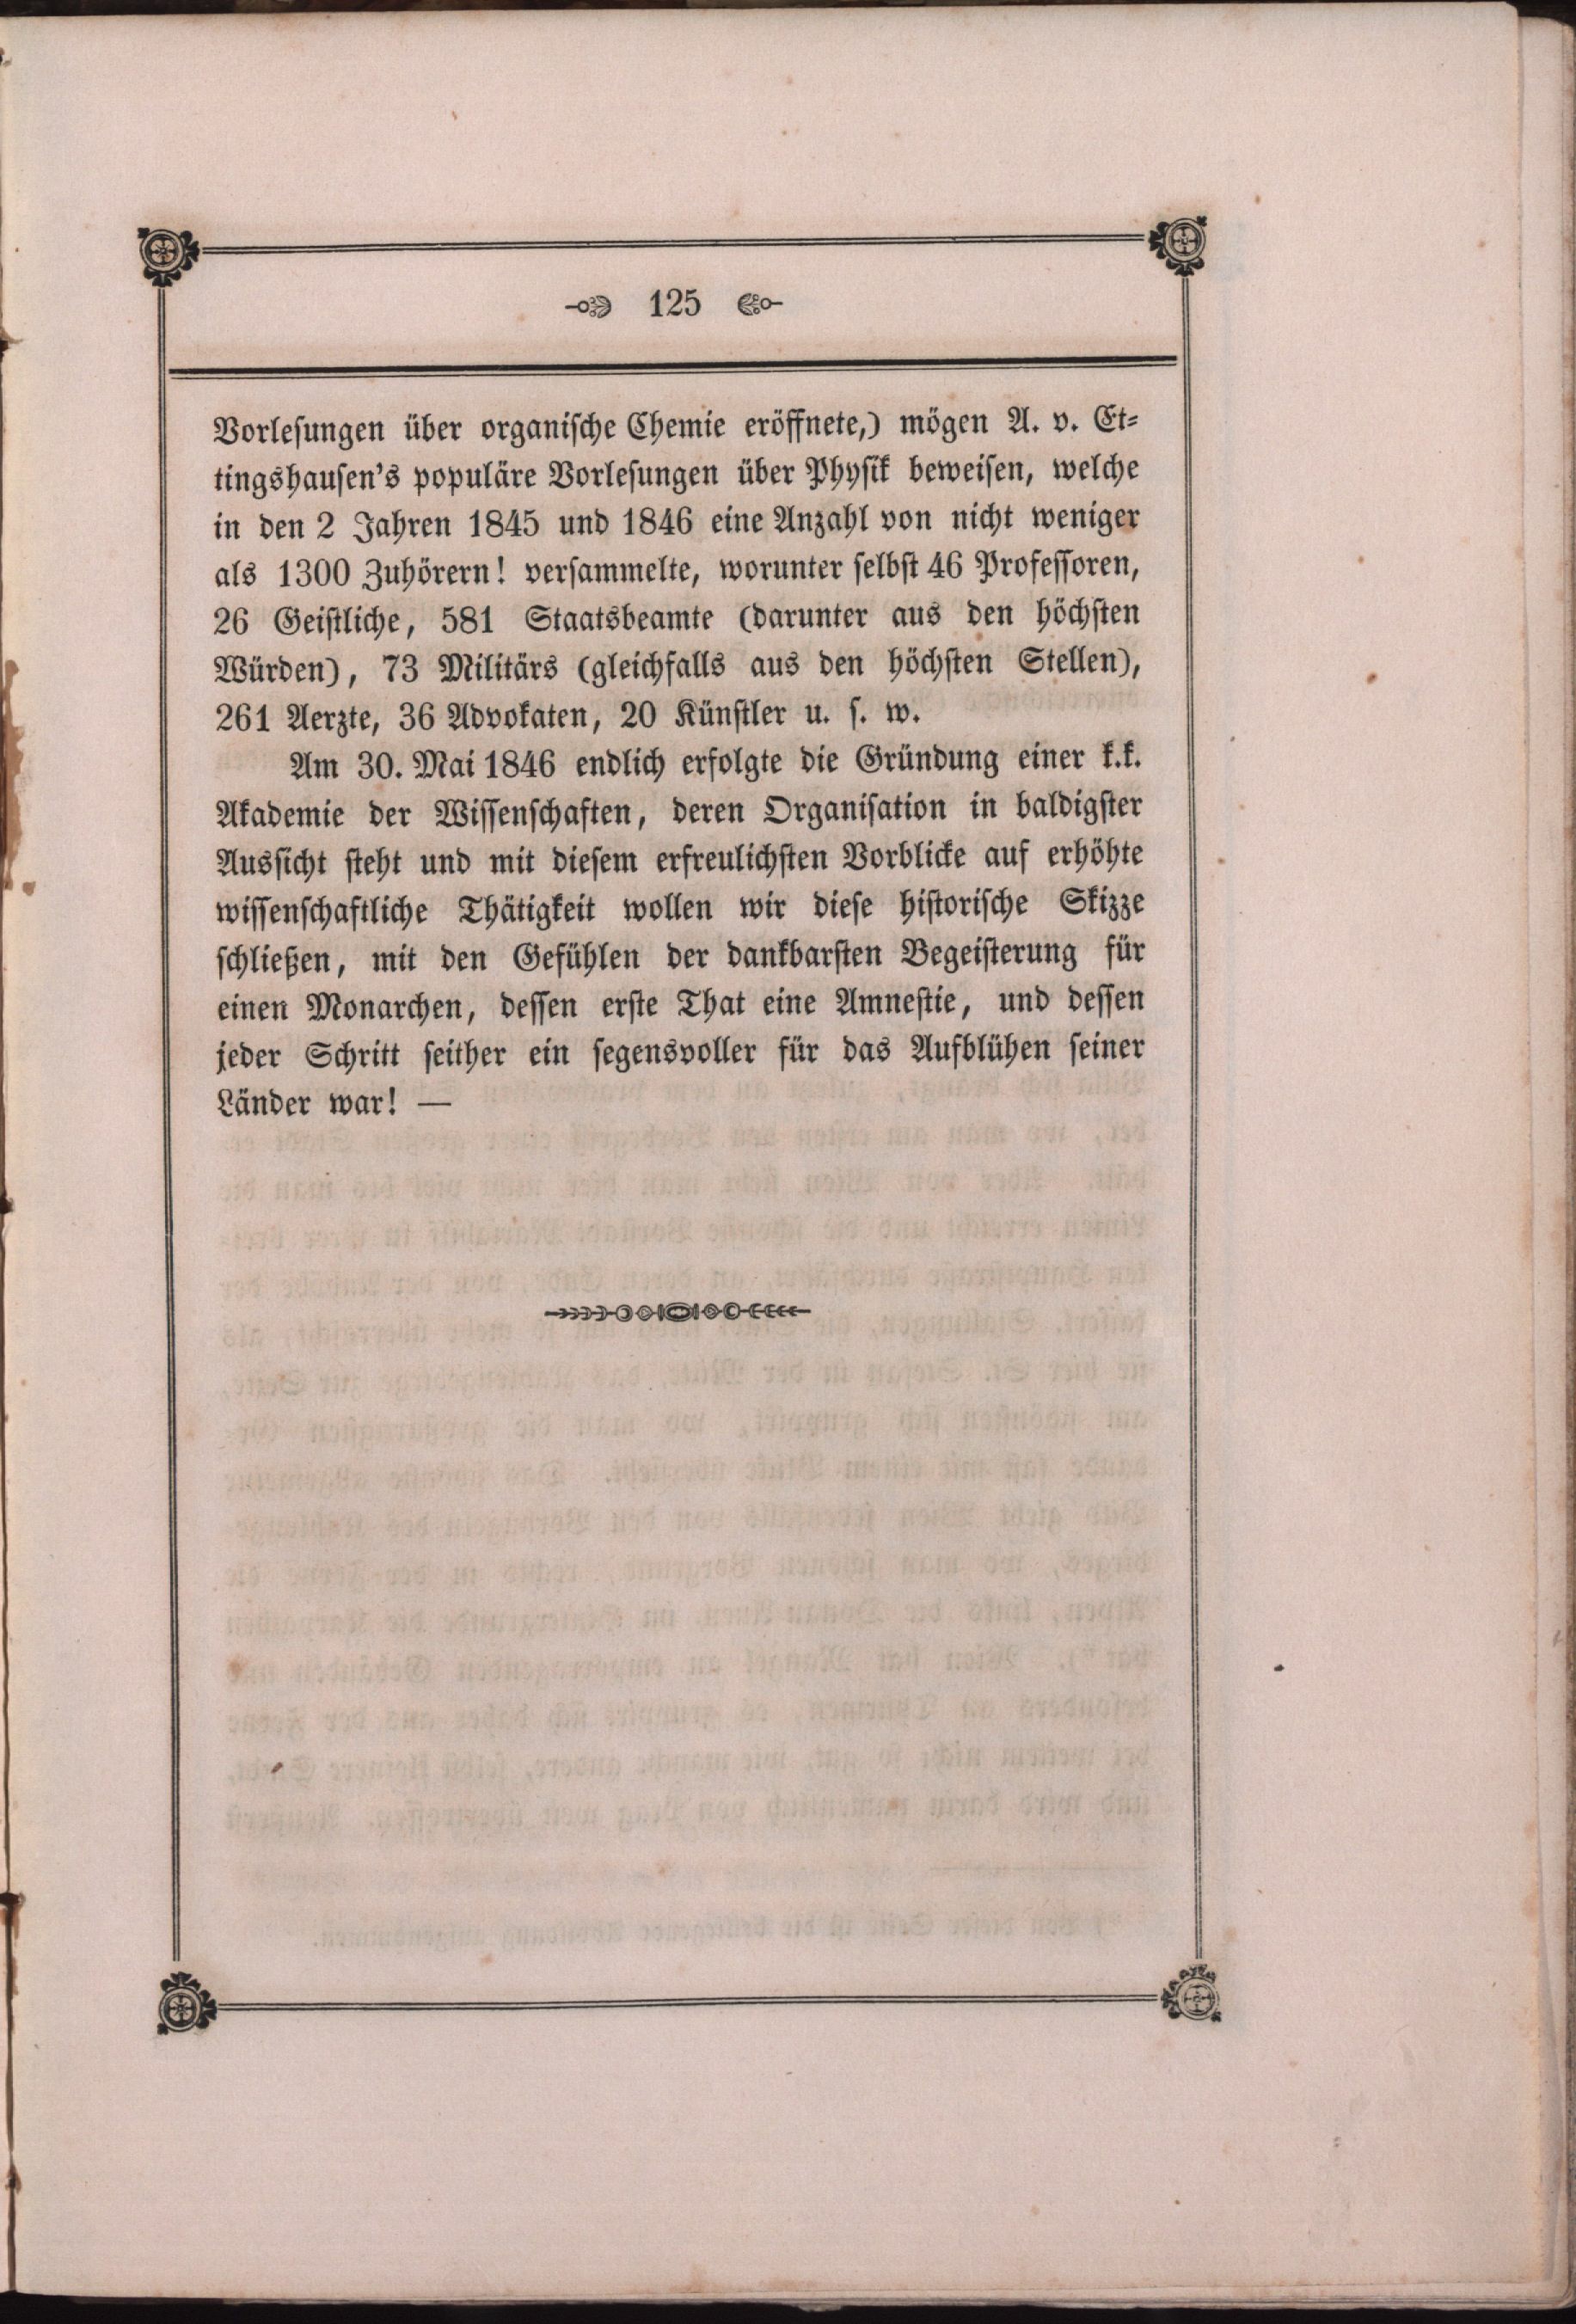 125
Vorlesungen über organische Chemie eröffnete,) mögen A. v. Et-
tingshausen's populäre Vorlesungen über Physik beweisen, welche
in den 2 Jahren 1845 und 1846 eine Anzahl von nicht weniger
als 1300 Zuhörern! versammelte, worunter selbst 46 Professoren,
26 Geistliche, 581 Staatsbeamte (darunter aus den höchsten
Würden), 73 Militärs (gleichfalls aus den höchsten Stellen),
261 Aerzte, 36 Advokaten, 20 Künstler u. s. w.
Am 30. Mai 1846 endlich erfolgte die Gründung einer k.k.
Akademie der Wissenschaften, deren Organisation in baldigster
Aussicht steht und mit diesem erfreulichsten Vorblicke auf erhöhte
wissenschaftliche Thätigkeit wollen wir diese historische Skizze
schließen, mit den Gefühlen der dankbarsten Begeisterung für
einen Monarchen, dessen erste That eine Amnestie, und dessen
jeder Schritt seither ein segensvoller für das Aufblühen seiner
Länder war! —